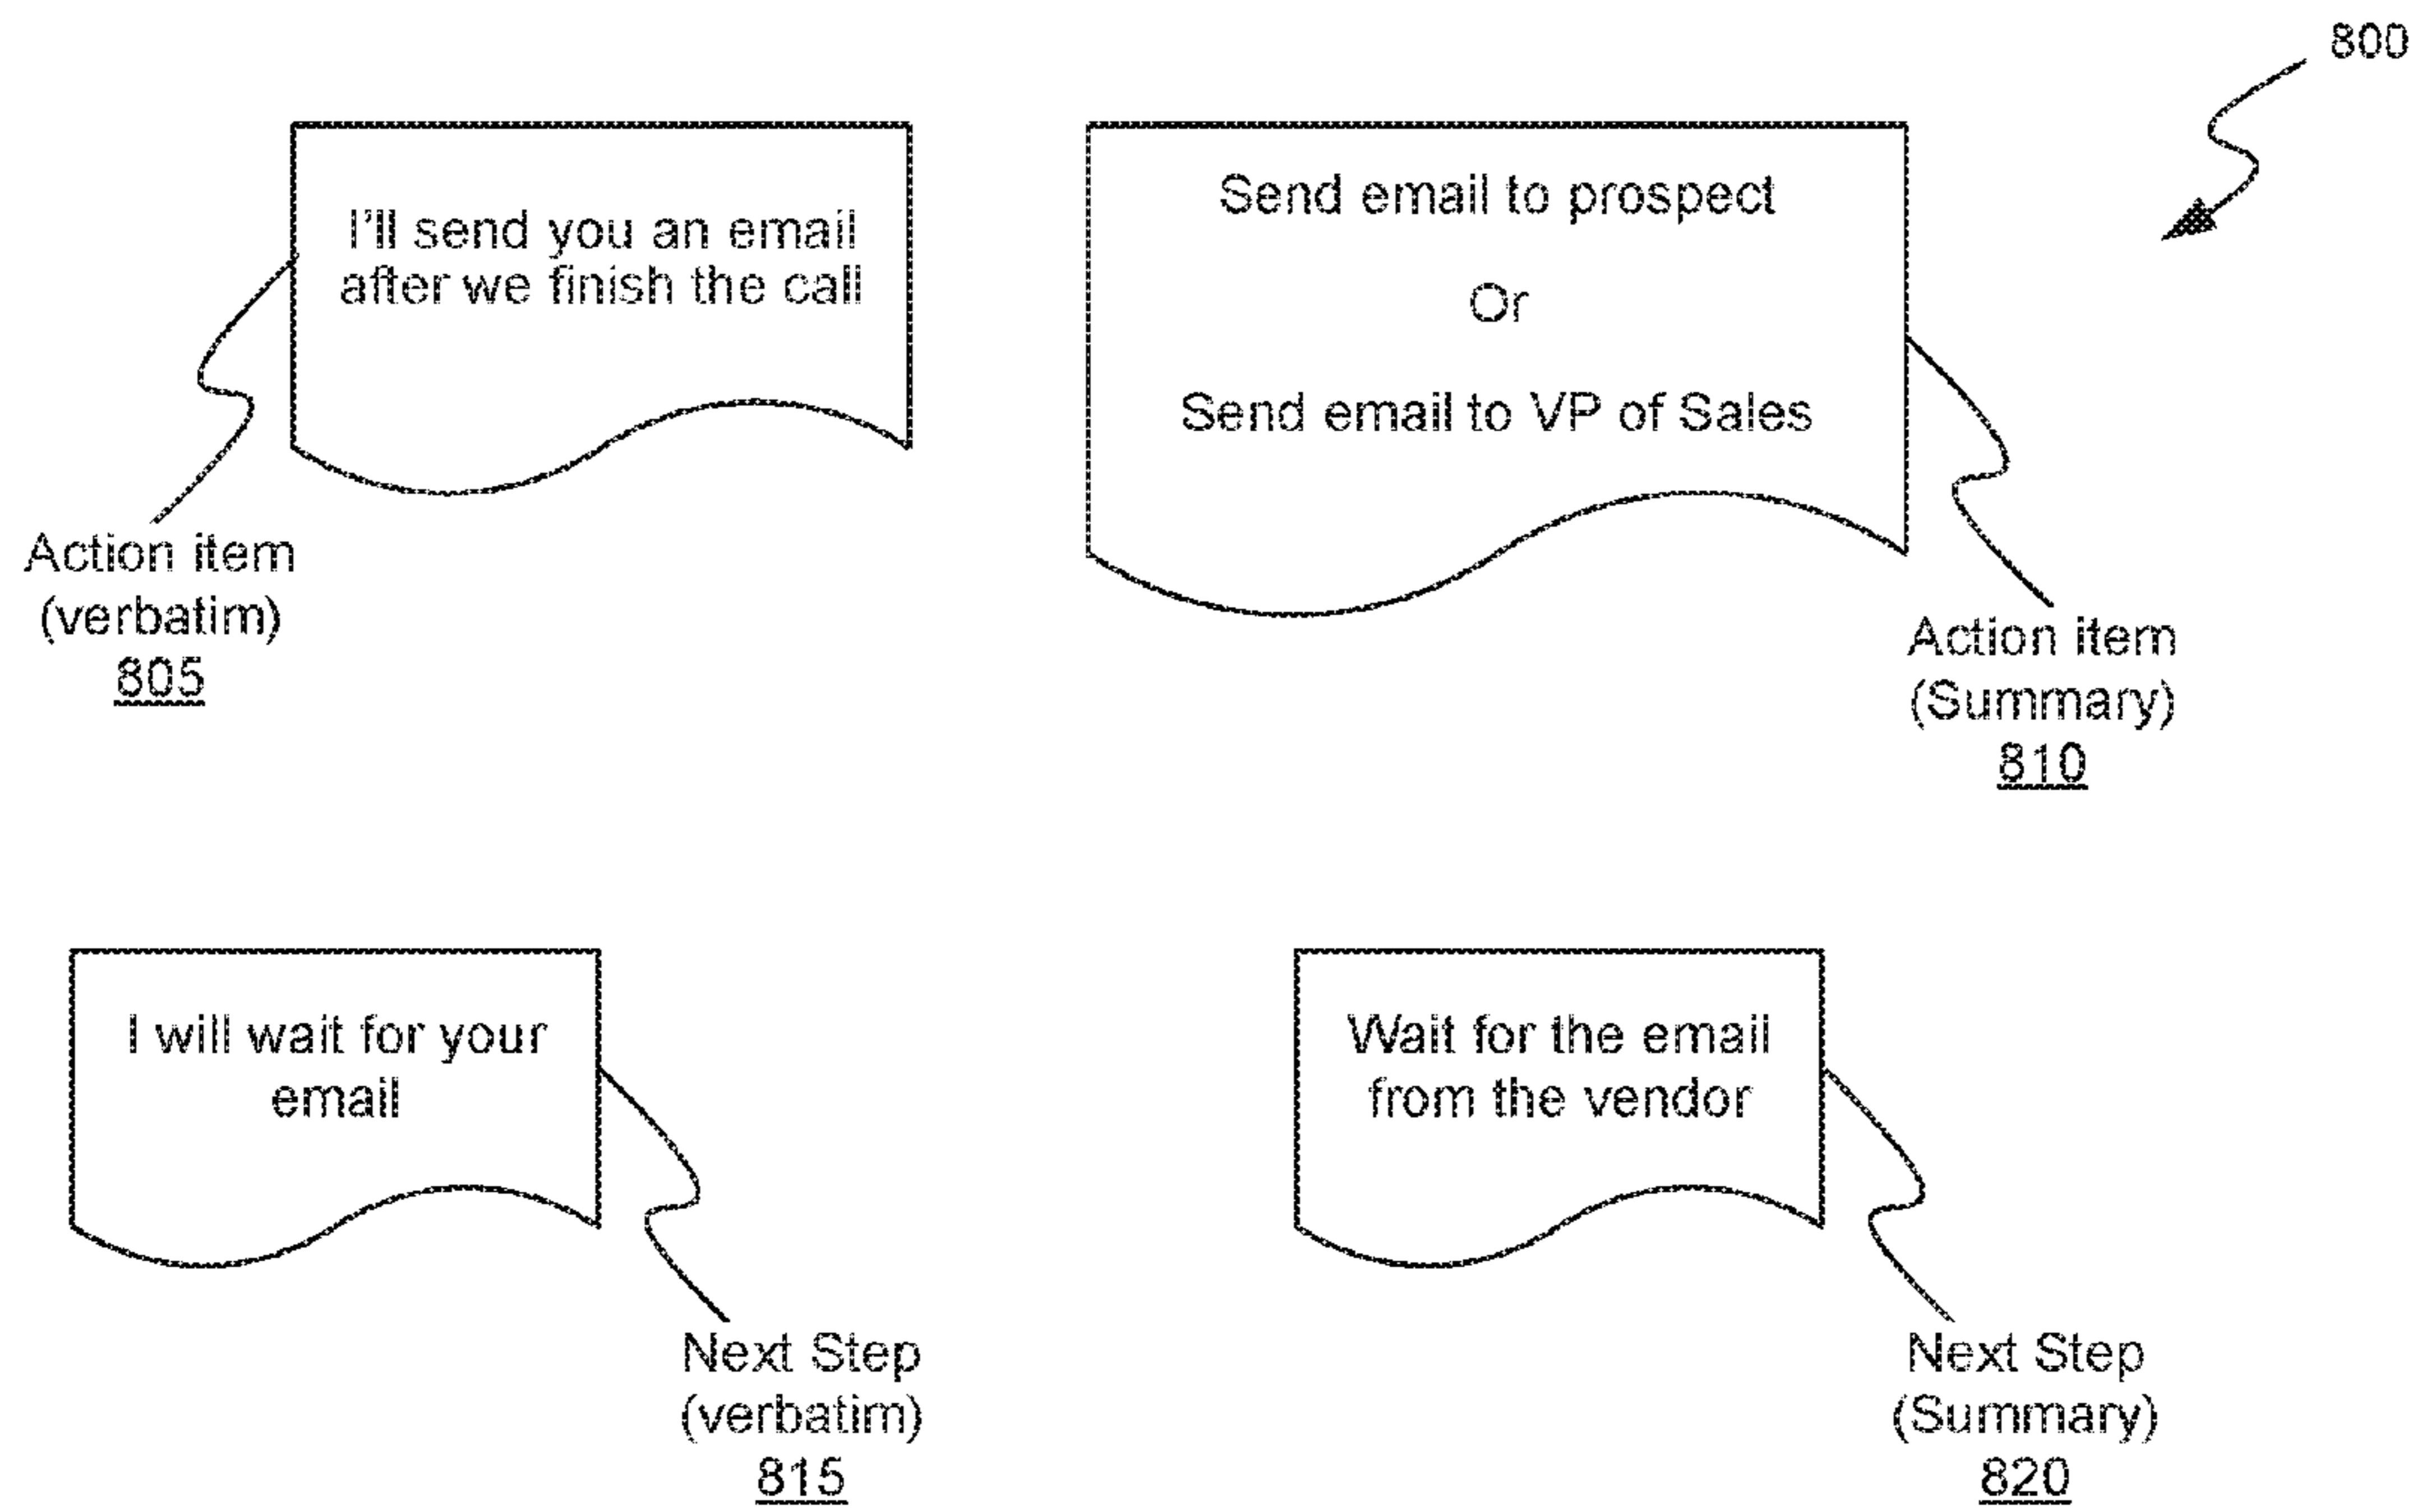 800
I'll send you an email
after we finish the call
Send email to prospect
Or
Send email to VP of Sales
Action item
(verbatim)
805
Action item
(Summary)
810
I will wait for your
email
Wait for the email
from the vendor
Next Step
(verbatim)
815
Next Step
(Summary)
820